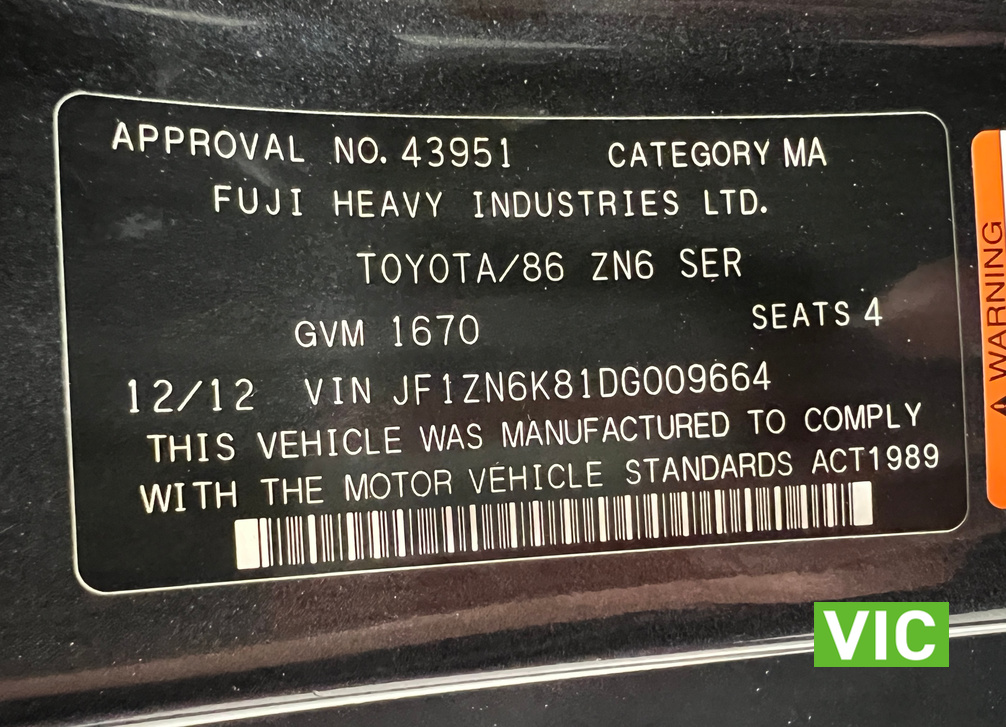 APPROVAL NO. 43951 CATEGORY MA
FUJI HEAVY INDUSTRIES LTD.
TOYOTA/86 ZN6 SER
GVM 1670 SEATS 4
12/12 VIN JF1ZN6K81DG009664
THIS VEHICLE WAS MANUFACTURED TO COMPLY
WITH THE MOTOR VEHICLE STANDARDS ACT1989
WARNING
VIC